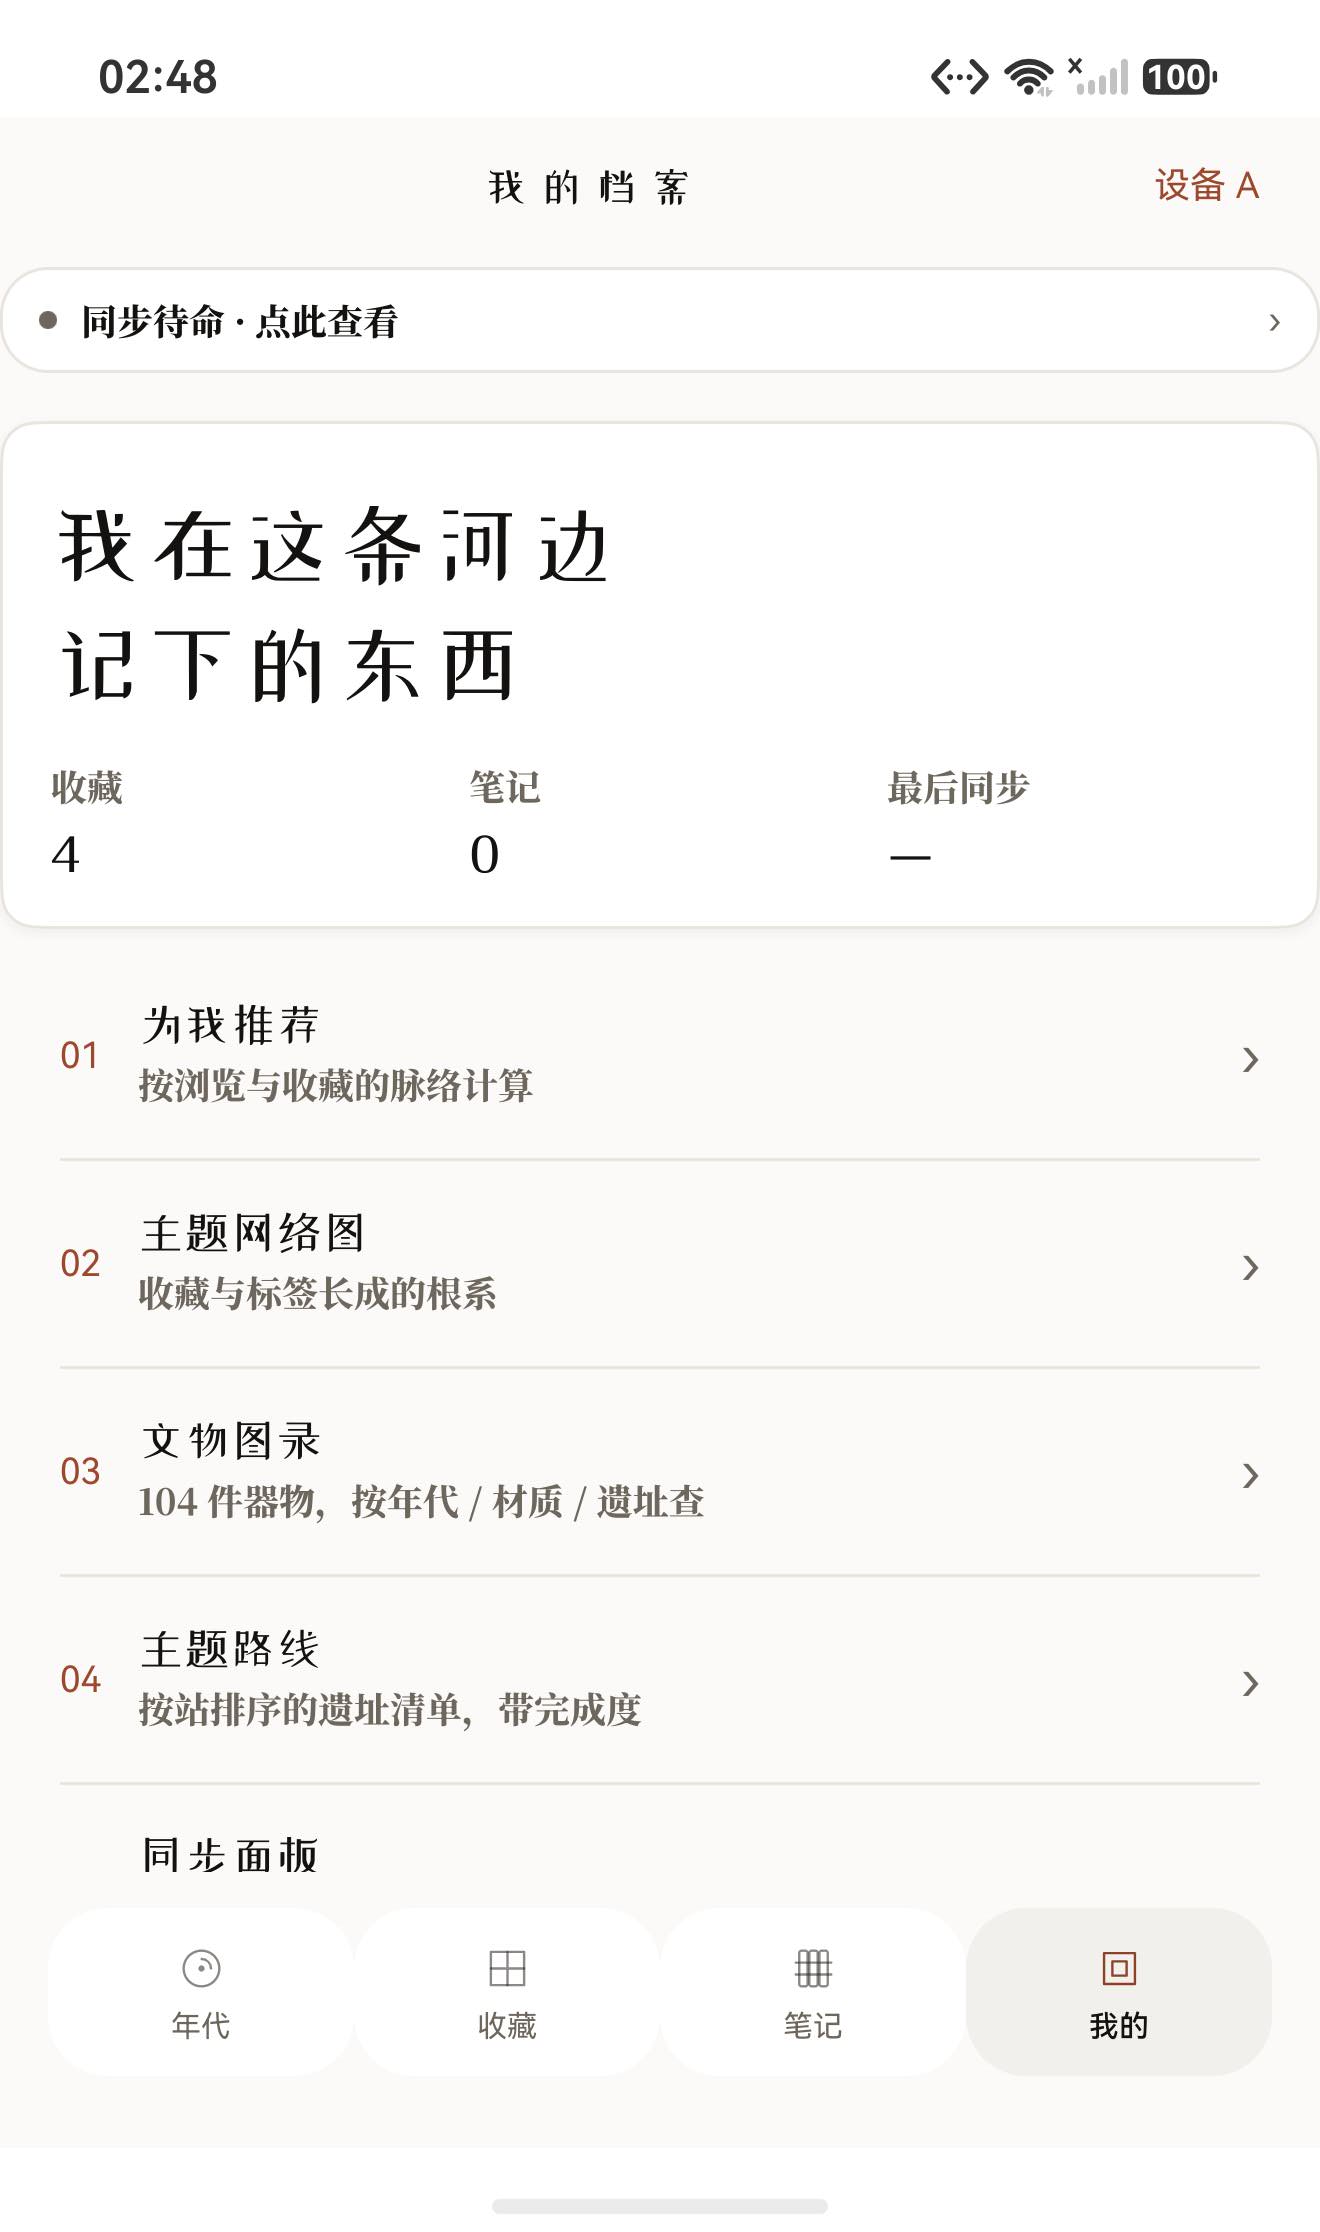 02:48
100
我的档案
设备 A
同步待命 · 点此查看
我在这条河边
记下的东西
收藏
笔记
最后同步
4
0
—
01
为我推荐
按浏览与收藏的脉络计算
02
主题网络图
收藏与标签长成的根系
03
文物图录
104 件器物，按年代 / 材质 / 遗址查
04
主题路线
按站排序的遗址清单，带完成度
同步面板
年代
收藏
笔记
我的